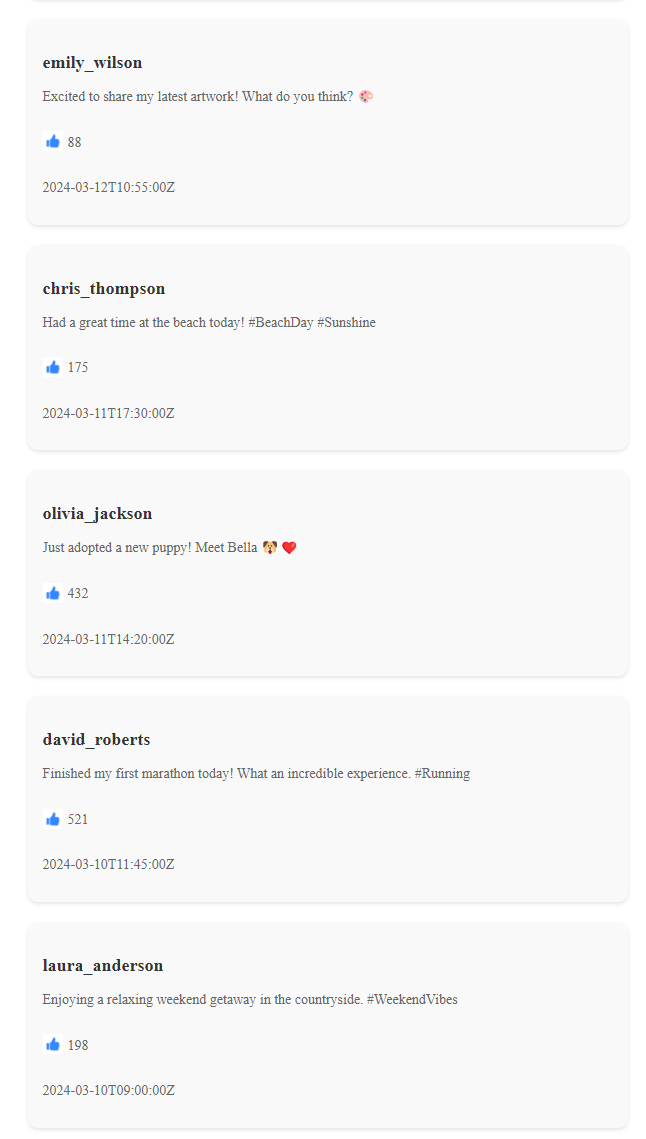 emily_wilson
Excited to share my latest artwork! What do you think? 🎨
88
2024-03-12T10:55:00Z
chris_thompson
Had a great time at the beach today! #BeachDay #Sunshine
175
2024-03-11T17:30:00Z
olivia_jackson
Just adopted a new puppy! Meet Bella 🐶 ❤️
432
2024-03-11T14:20:00Z
david_roberts
Finished my first marathon today! What an incredible experience. #Running
521
2024-03-10T11:45:00Z
laura_anderson
Enjoying a relaxing weekend getaway in the countryside. #WeekendVibes
198
2024-03-10T09:00:00Z